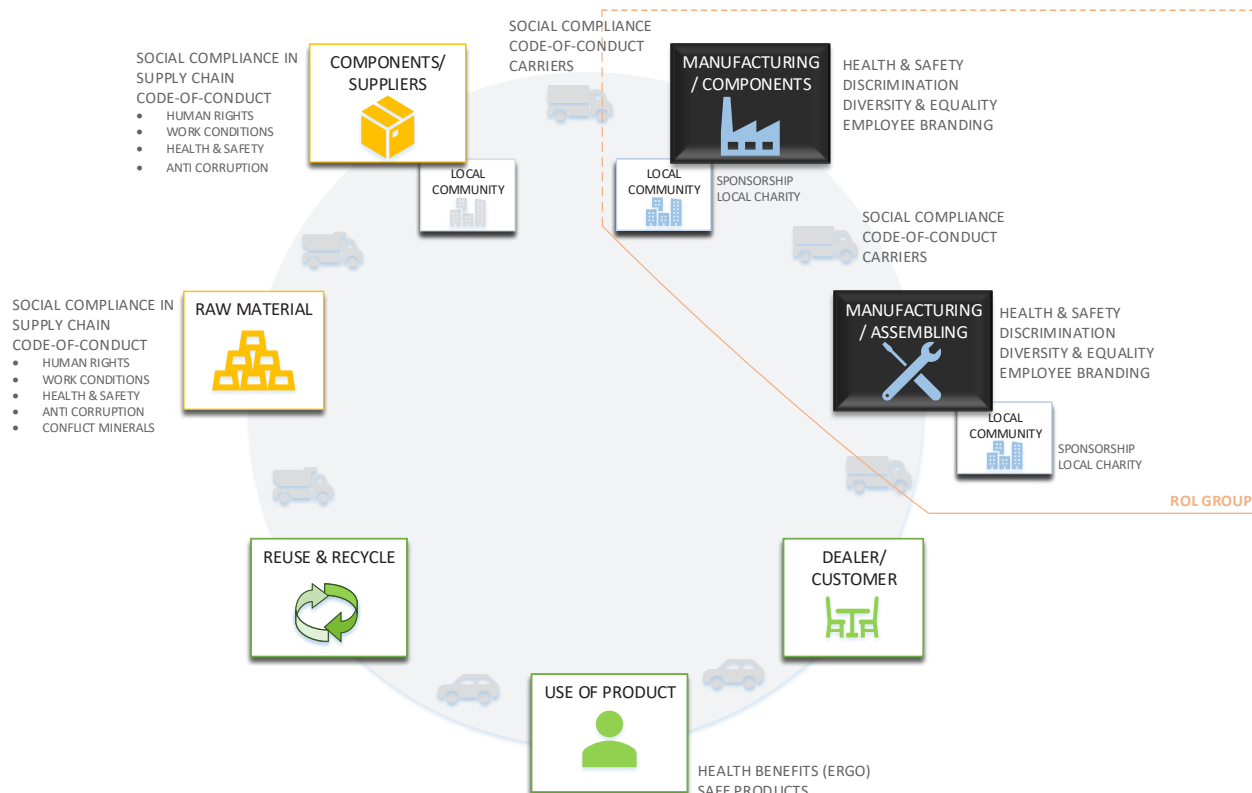 SOCIAL COMPLIANCE
CODE-OF-CONDUCT
CARRIERS
SOCIAL COMPLIANCE IN
SUPPLY CHAIN
CODE-OF-CONDUCT
• HUMAN RIGHTS
• WORK CONDITIONS
• HEALTH & SAFETY
• ANTI CORRUPTION
COMPONENTS/
SUPPLIERS
LOCAL
COMMUNITY
MANUFACTURING
/ COMPONENTS
HEALTH & SAFETY
DISCRIMINATION
DIVERSITY & EQUALITY
EMPLOYEE BRANDING
LOCAL
COMMUNITY
SPONSORSHIP
LOCAL CHARITY
SOCIAL COMPLIANCE
CODE-OF-CONDUCT
CARRIERS
SOCIAL COMPLIANCE IN
SUPPLY CHAIN
CODE-OF-CONDUCT
• HUMAN RIGHTS
• WORK CONDITIONS
• HEALTH & SAFETY
• ANTI CORRUPTION
• CONFLICT MINERALS
RAW MATERIAL
MANUFACTURING
/ ASSEMBLING
HEALTH & SAFETY
DISCRIMINATION
DIVERSITY & EQUALITY
EMPLOYEE BRANDING
LOCAL
COMMUNITY
SPONSORSHIP
LOCAL CHARITY
ROL GROUP
REUSE & RECYCLE
DEALER/
CUSTOMER
USE OF PRODUCT
HEALTH BENEFITS (ERGO)
SAFE PRODUCTS